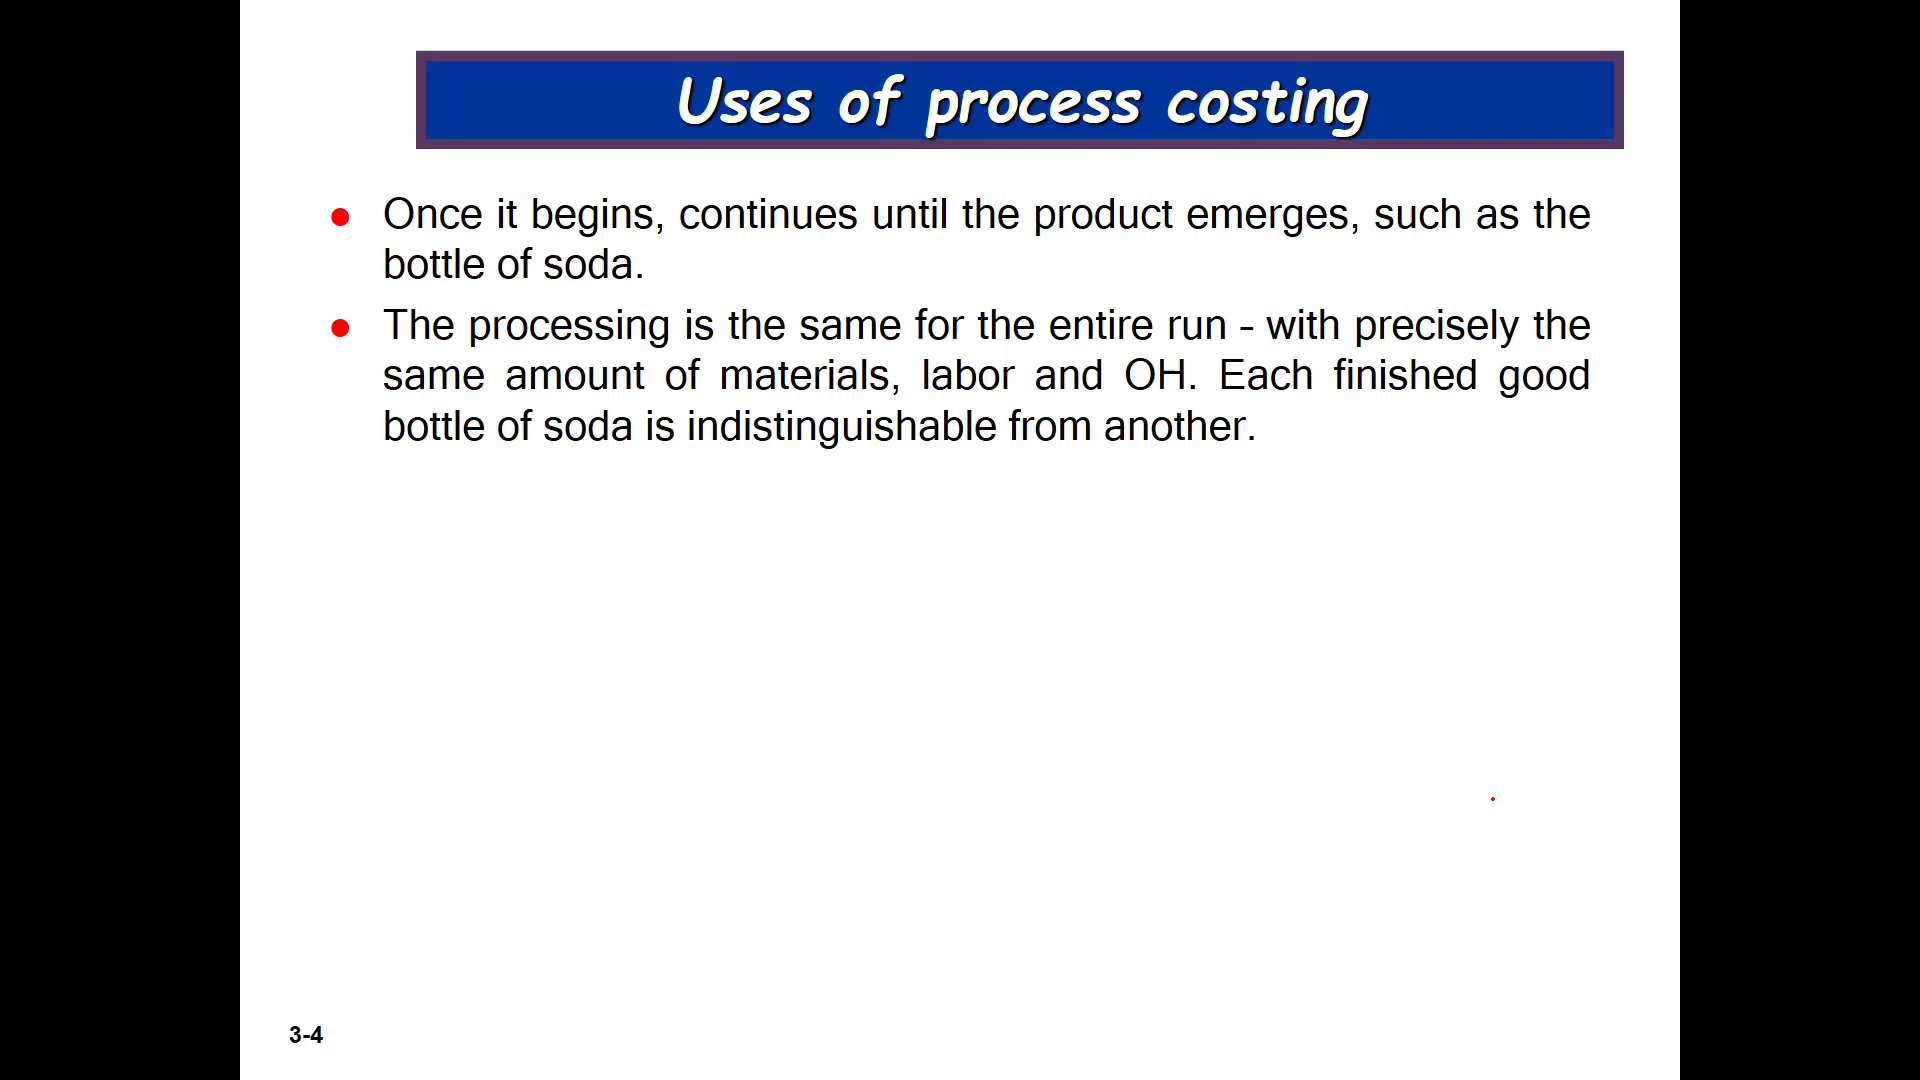 Uses of process costing
Once it begins, continues until the product emerges, such as the
bottle of soda.
The processing is the same for the entire run - with precisely the
same amount of materials, labor and OH. Each finished good
bottle of soda is indistinguishable from another.
3-4